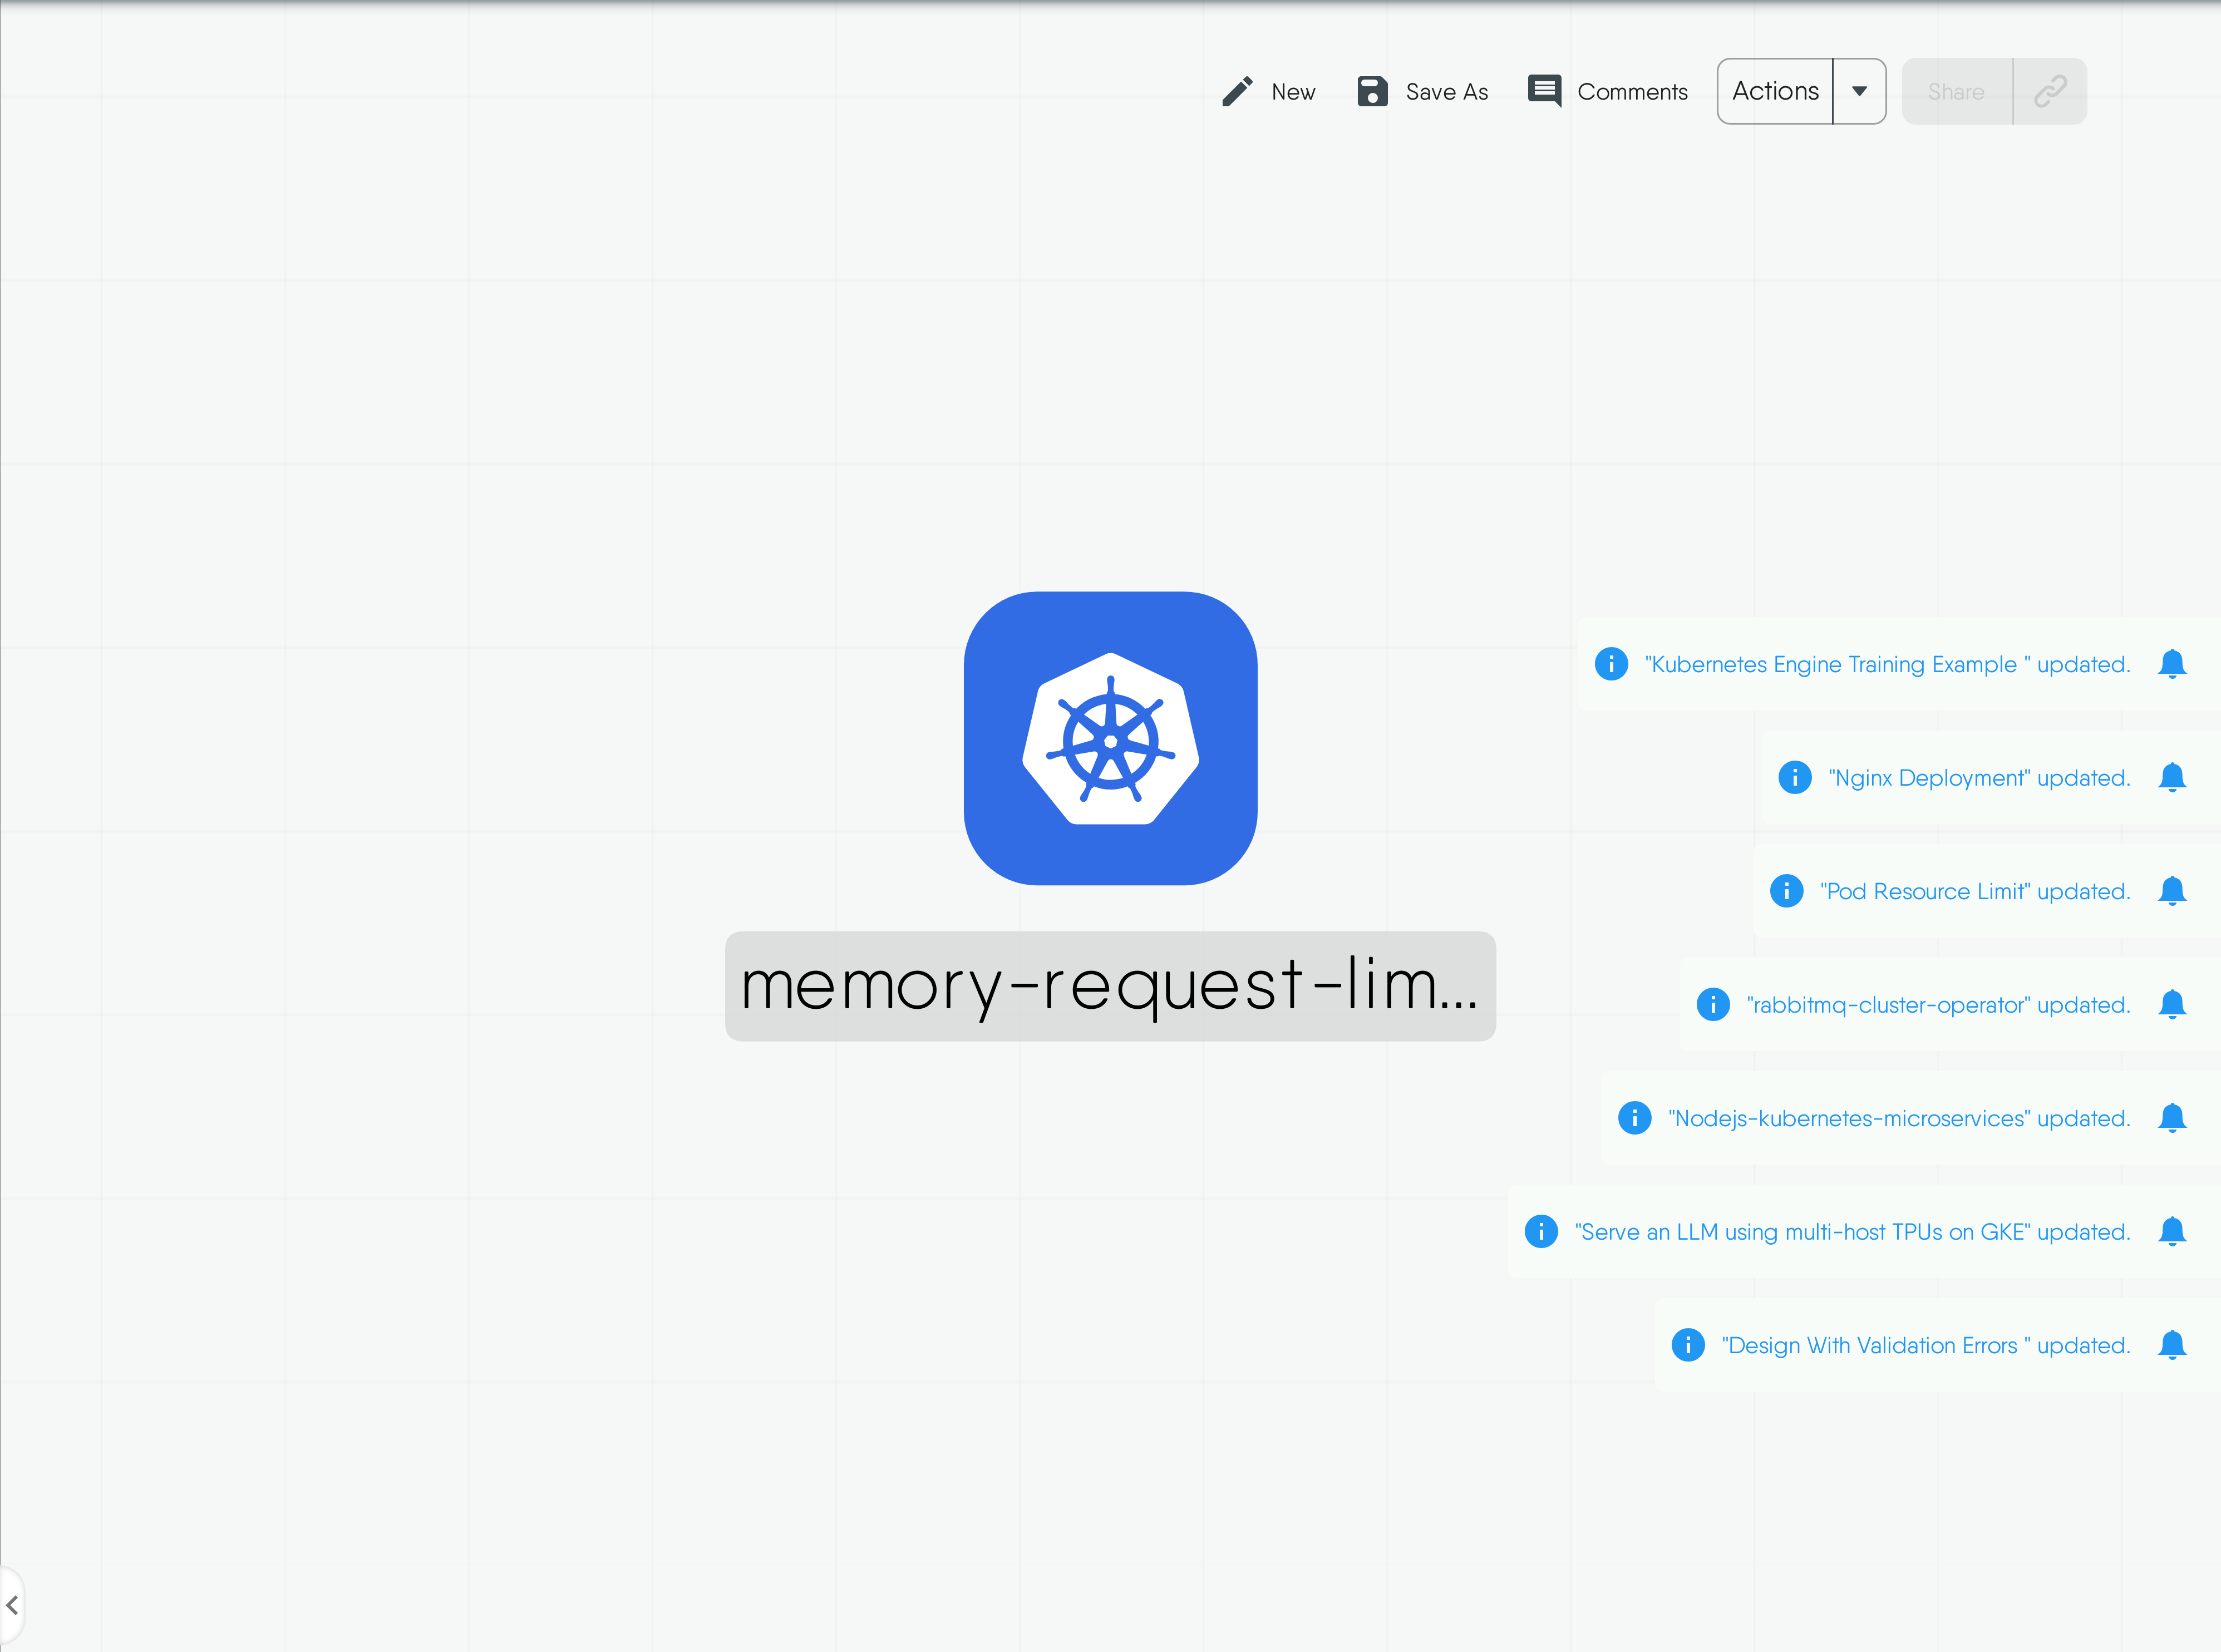 New
Save As
Comments
Actions
Share
memory-request-lim...
"Kubernetes Engine Training Example " updated.
"Nginx Deployment" updated.
"Pod Resource Limit" updated.
"rabbitmq-cluster-operator" updated.
"Nodejs-kubernetes-microservices" updated.
"Serve an LLM using multi-host TPUs on GKE" updated.
"Design With Validation Errors " updated.